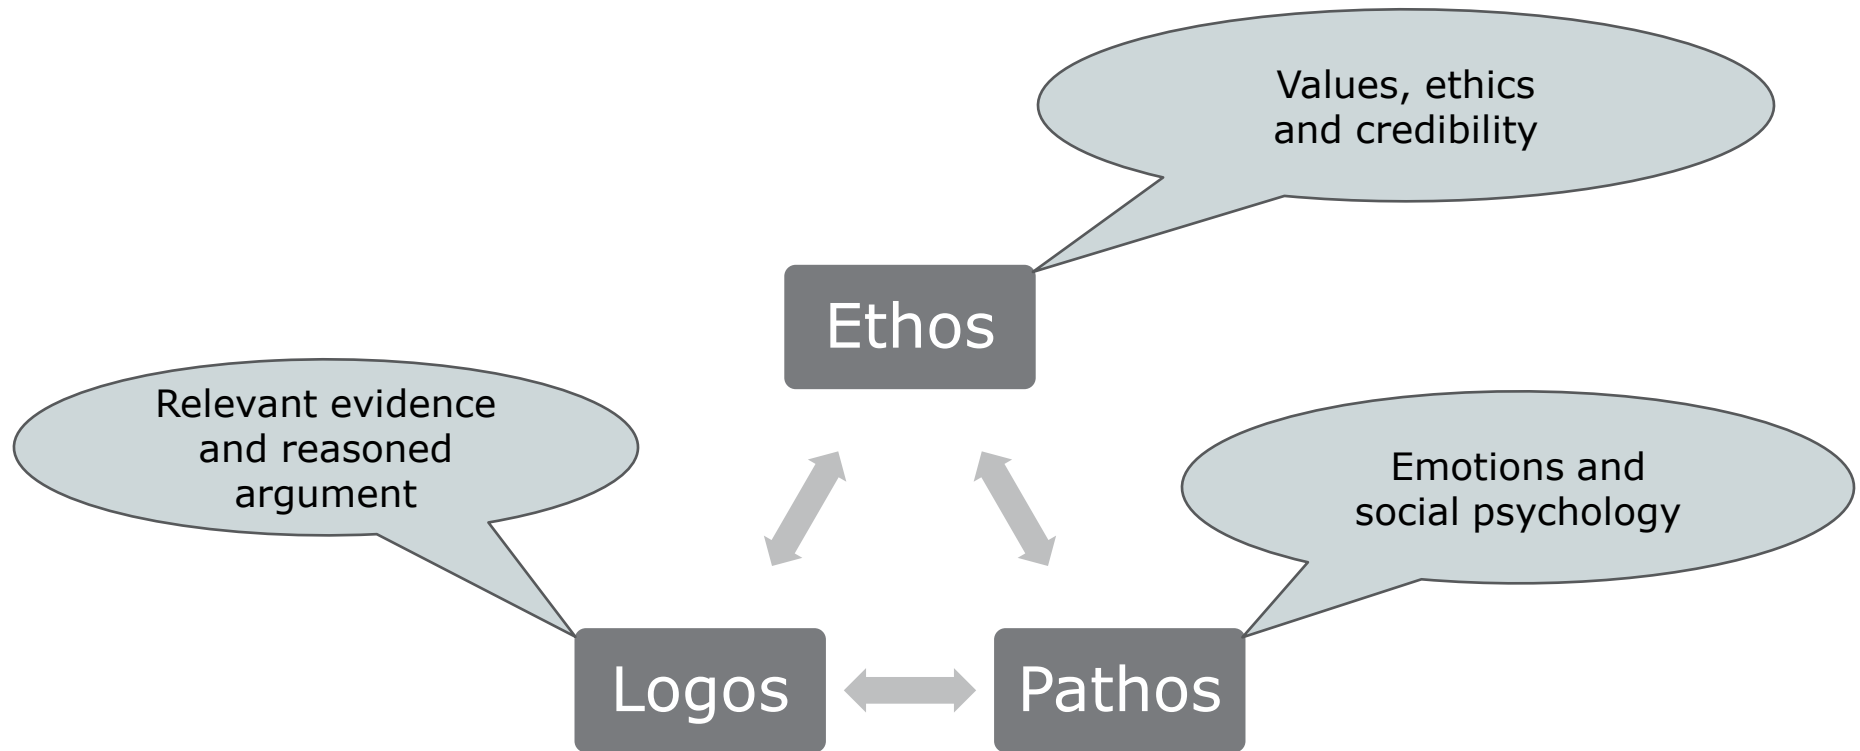 Values, ethics
and credibility
Ethos
Relevant evidence
and reasoned
argument
Emotions and
social psychology
Logos
Pathos